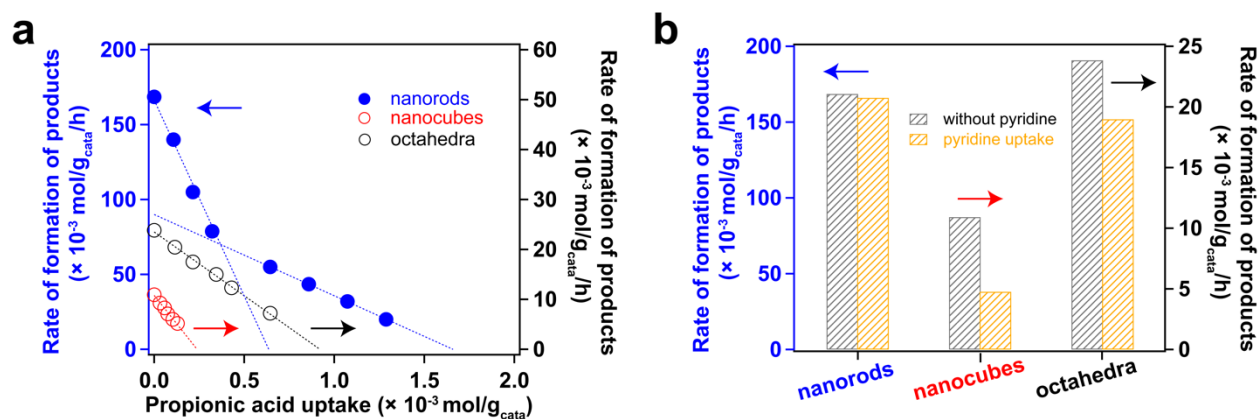 a
Rate of formation of products
(× 10⁻³ mol/g_cata/h)
200
150
100
50
0
60
50
40
30
20
10
0
Rate of formation of products
(× 10⁻³ mol/g_cata/h)
nanorods
nanocubes
octahedra
0.0
0.5
1.0
1.5
2.0
Propionic acid uptake (× 10⁻³ mol/g_cata)
b
Rate of formation of products
(× 10⁻³ mol/g_cata/h)
200
150
100
50
0
25
20
15
10
5
0
Rate of formation of products
(× 10⁻³ mol/g_cata/h)
without pyridine
pyridine uptake
nanorods
nanocubes
octahedra